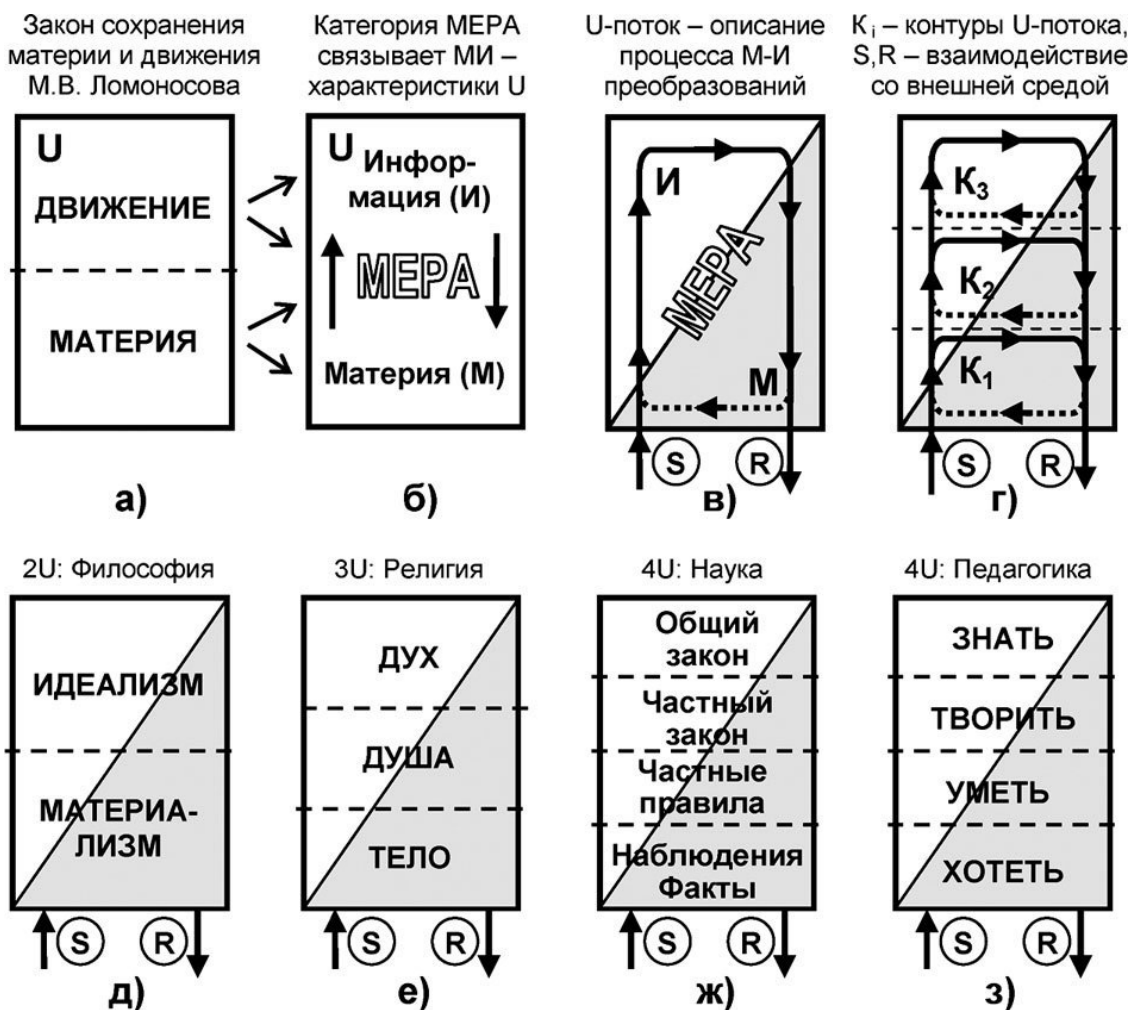 Закон сохранения
материи и движения
М.В. Ломоносова
U
ДВИЖЕНИЕ
МАТЕРИЯ
а)
Категория МЕРА
связывает МИ –
характеристики U
U
Инфор-
мация (И)
МЕРА
Материя (М)
б)
U-поток – описание
процесса М-И
преобразований
И
МЕРА
М
S
R
в)
К i – контуры U-потока,
S,R – взаимодействие
со внешней средой
К3
К2
К1
S
R
г)
2U: Философия
ИДЕАЛИЗМ
МАТЕРИА-
ЛИЗМ
S
R
д)
3U: Религия
ДУХ
ДУША
ТЕЛО
S
R
е)
4U: Наука
Общий
закон
Частный
закон
Частные
правила
Наблюдения
Факты
S
R
ж)
4U: Педагогика
ЗНАТЬ
ТВОРИТЬ
УМЕТЬ
ХОТЕТЬ
S
R
з)